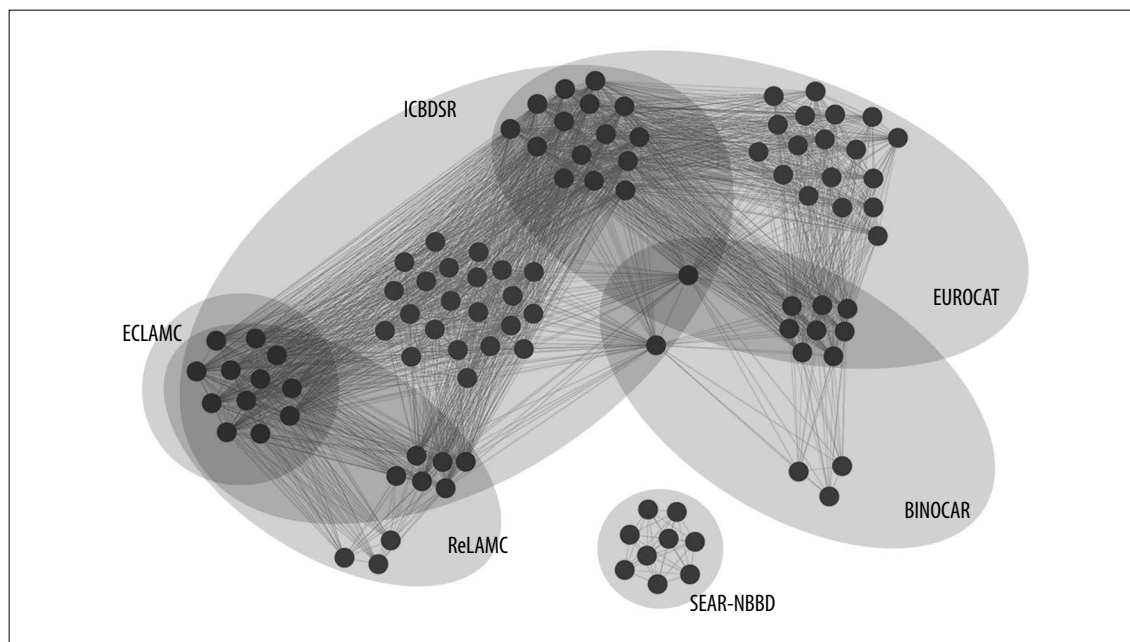 ICBDSR
EUROCAT
ECLAMC
BINOCAR
ReLAMC
SEAR-NBBD